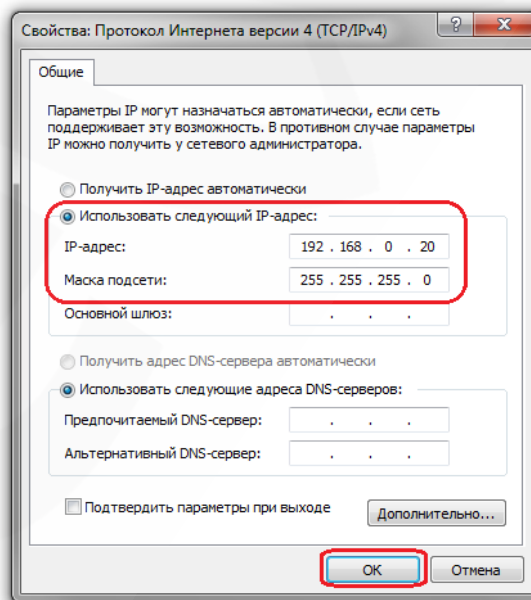 Свойства: Протокол Интернета версии 4 (TCP/IPv4)
Общие
Параметры IP могут назначаться автоматически, если сеть
поддерживает эту возможность. В противном случае параметры
IP можно получить у сетевого администратора.
Получить IP-адрес автоматически
Использовать следующий IP-адрес:
IP-адрес: 192 . 168 . 0 . 20
Маска подсети: 255 . 255 . 255 . 0
Основной шлюз: . . .
Получить адрес DNS-сервера автоматически
Использовать следующие адреса DNS-серверов:
Предпочитаемый DNS-сервер: . . .
Альтернативный DNS-сервер: . . .
Подтвердить параметры при выходе
Дополнительно...
ОК Отмена